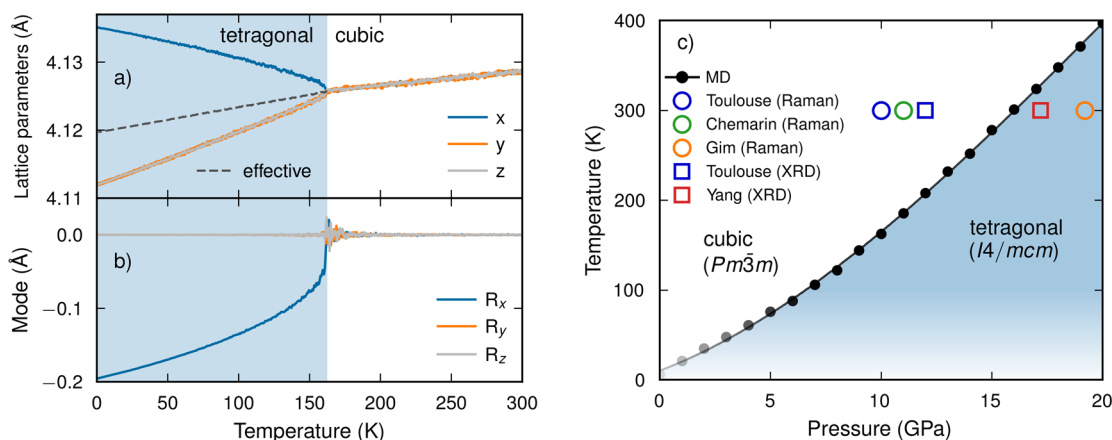 Lattice parameters (Å)
4.13
4.12
4.11
a)
tetragonal
cubic
effective
x
y
z
Mode (Å)
0.0
−0.1
−0.2
b)
R_x
R_y
R_z
0 50 100 150 200 250 300
Temperature (K)
Temperature (K)
400
300
200
100
0
c)
MD
Toulouse (Raman)
Chemarin (Raman)
Gim (Raman)
Toulouse (XRD)
Yang (XRD)
cubic
(Pm3̄m)
tetragonal
(I4/mcm)
0 5 10 15 20
Pressure (GPa)